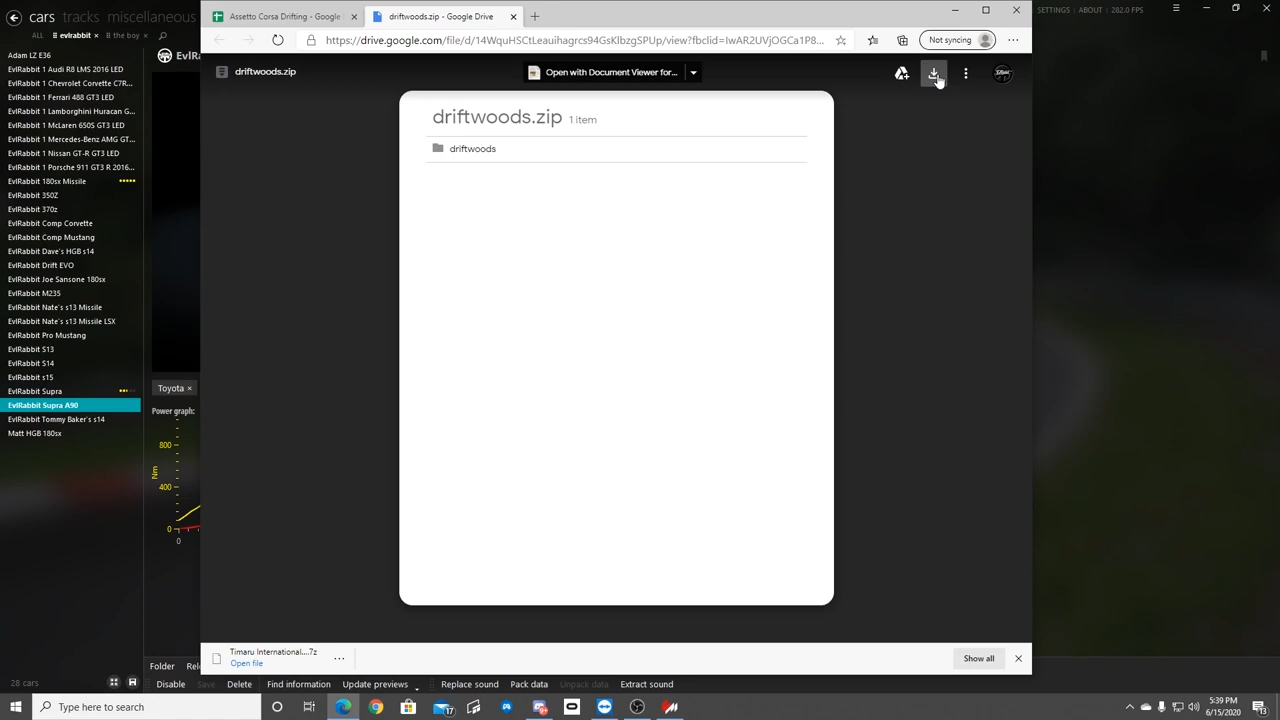 cars tracks miscellaneous
Assetto Corsa Drifting - Google
driftwoods.zip - Google Drive
SETTINGS : ABOUT : 282.0 FPS
All evlrabbit the boy
https://drive.google.com/file/d/14WquHSCtLeauihagrcs94GsKlbzgSPUp/view?fbclid=IwAR2UVjOGCa1P8...
Not syncing
Adam LZ E36
EvlRabbit 1 Audi R8 LMS 2016 LED
EvlRabbit 1 Chevrolet Corvette C7R...
EvlRabbit 1 Ferrari 488 GT3 LED
EvlRabbit 1 Lamborghini Huracan G...
EvlRabbit 1 McLaren 650S GT3 LED
EvlRabbit 1 Mercedes-Benz AMG GT...
EvlRabbit 1 Nissan GT-R GT3 LED
EvlRabbit 1 Porsche 911 GT3 R 2016...
EvlRabbit 180sx Missile
EvlRabbit 350Z
EvlRabbit 370z
EvlRabbit Comp Corvette
EvlRabbit Comp Mustang
EvlRabbit Dave's HGB s14
EvlRabbit Drift EVO
EvlRabbit Joe Sansone 180sx
EvlRabbit M235
EvlRabbit Nate's s13 Missile
EvlRabbit Nate's s13 Missile LSX
EvlRabbit Pro Mustang
EvlRabbit S13
EvlRabbit S14
EvlRabbit s15
EvlRabbit Supra
EvlRabbit Supra A90
EvlRabbit Tommy Baker's s14
Matt HGB 180sx
28 cars
EvlR
Toyota ×
Power graph:
Nm
800
400
0
0
driftwoods.zip
Open with Document Viewer for...
driftwoods.zip 1 item
driftwoods
Timaru International....7z
Open file
Show all
Folder Rel
Disable Save Delete Find information Update previews Replace sound Pack data Unpack data Extract sound
Type here to search
17
5:39 PM
6/15/2020